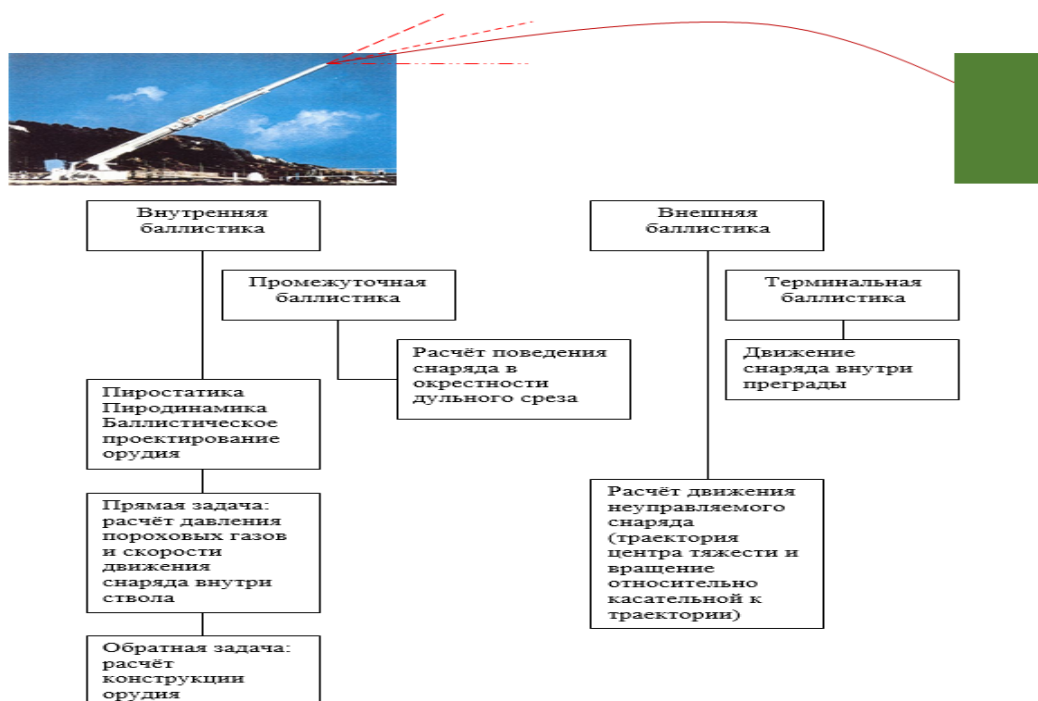 Внутренняя
баллистика
Промежуточная
баллистика
Расчёт поведения
снаряда в
окрестности
дульного среза
Пиростатика
Пиродинамика
Баллистическое
проектирование
орудия
Прямая задача:
расчёт давления
пороховых газов
и скорости
движения
снаряда внутри
ствола
Обратная задача:
расчёт
конструкции
орудия
Внешняя
баллистика
Терминальная
баллистика
Движение
снаряда внутри
преграды
Расчёт движения
неуправляемого
снаряда
(траектория
центра тяжести и
вращение
относительно
касательной к
траектории)